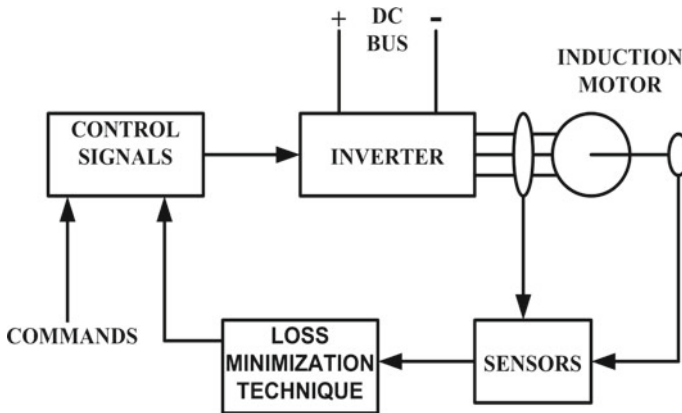 + DC -
BUS
INDUCTION
MOTOR
CONTROL
SIGNALS
INVERTER
COMMANDS
LOSS
MINIMIZATION
TECHNIQUE
SENSORS